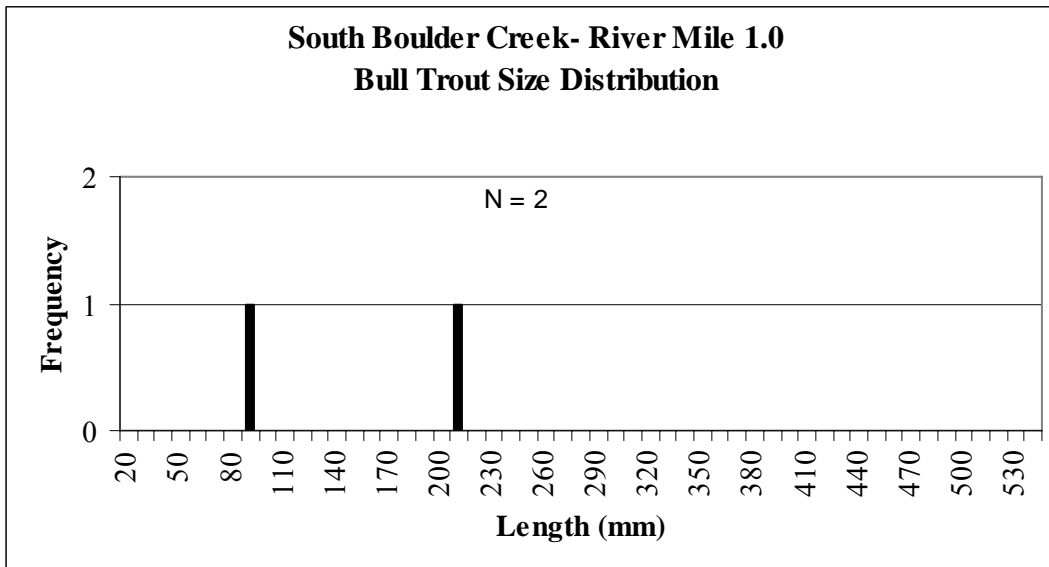 South Boulder Creek- River Mile 1.0
Bull Trout Size Distribution
N = 2
2
1
0
Frequency
20 50 80 110 140 170 200 230 260 290 320 350 380 410 440 470 500 530
Length (mm)